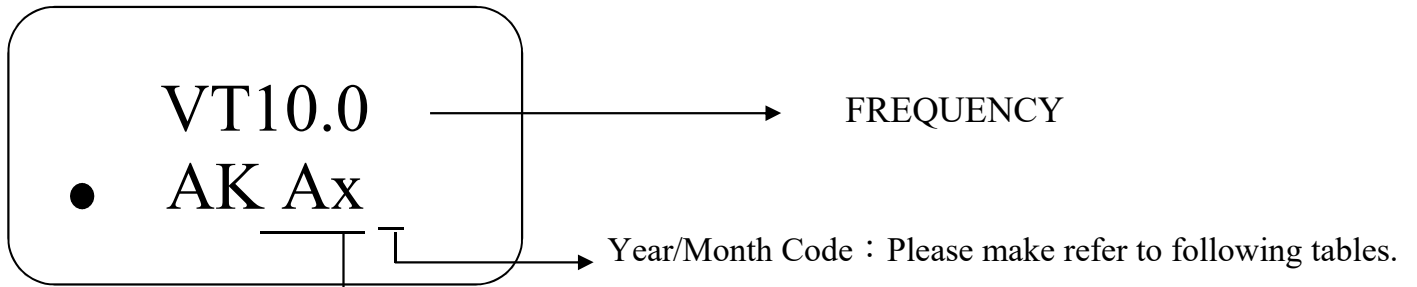 VT10.0
FREQUENCY
AK Ax
Year/Month Code：Please make refer to following tables.